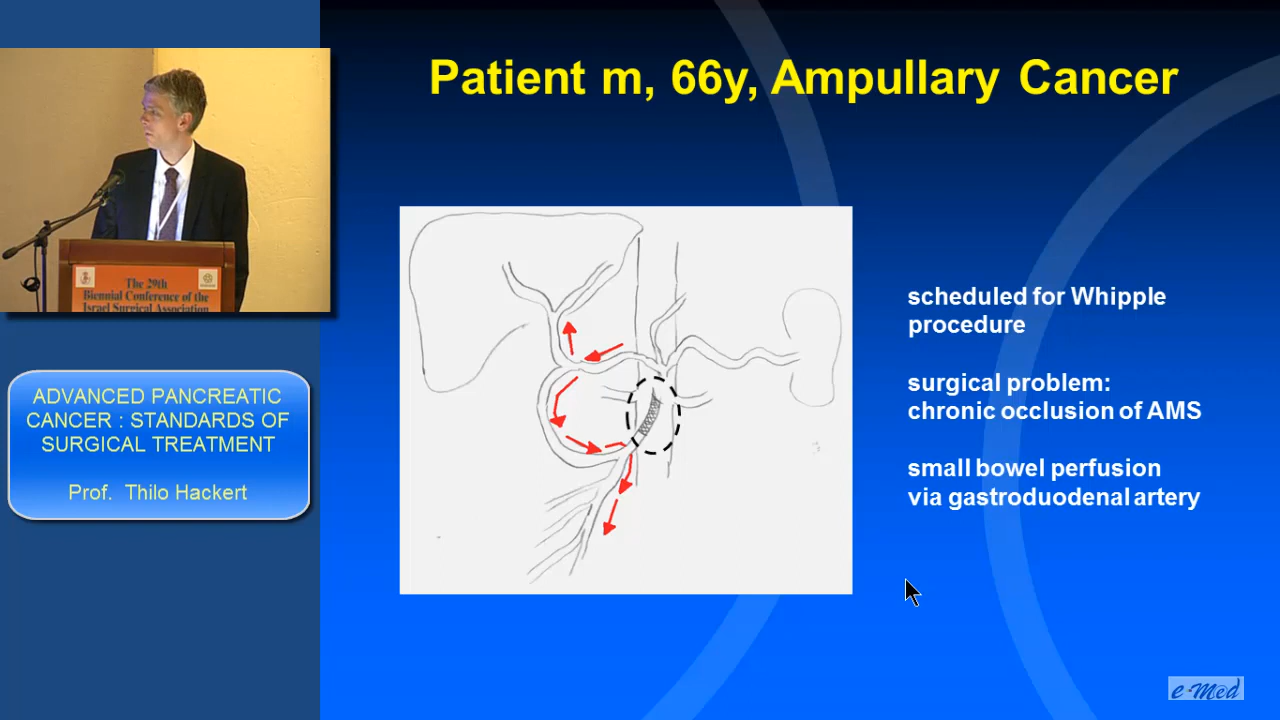 Patient m, 66y, Ampullary Cancer
The 29th
Biennial Conference of the
Israel Surgical Association
ADVANCED PANCREATIC
CANCER : STANDARDS OF
SURGICAL TREATMENT
Prof. Thilo Hackert
scheduled for Whipple
procedure
surgical problem:
chronic occlusion of AMS
small bowel perfusion
via gastroduodenal artery
e-Med